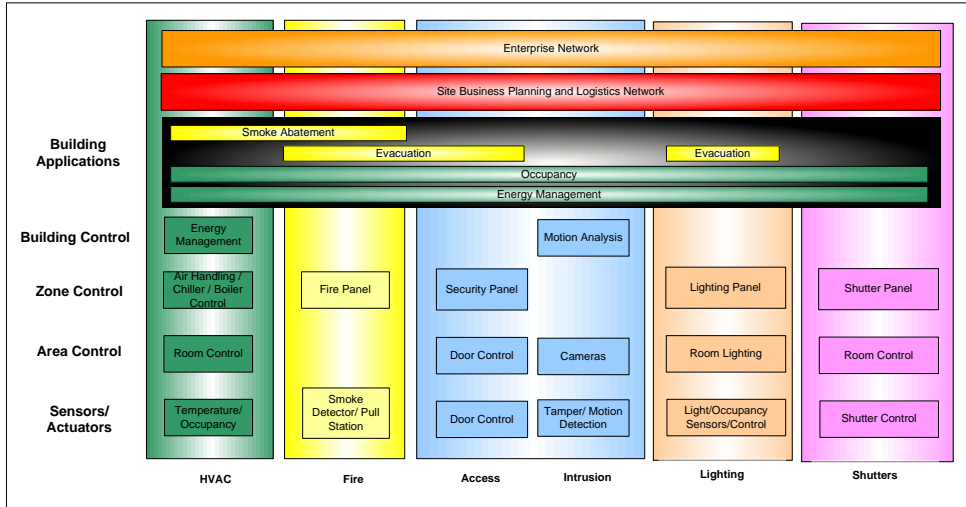 Enterprise Network
Site Business Planning and Logistics Network
Building
Applications
Smoke Abatement
Evacuation
Evacuation
Occupancy
Energy Management
Building Control
Energy
Management
Motion Analysis
Zone Control
Air Handling /
Chiller / Boiler
Control
Fire Panel
Security Panel
Lighting Panel
Shutter Panel
Area Control
Room Control
Door Control
Cameras
Room Lighting
Room Control
Sensors/
Actuators
Temperature/
Occupancy
Smoke
Detector/ Pull
Station
Door Control
Tamper/ Motion
Detection
Light/Occupancy
Sensors/Control
Shutter Control
HVAC
Fire
Access
Intrusion
Lighting
Shutters